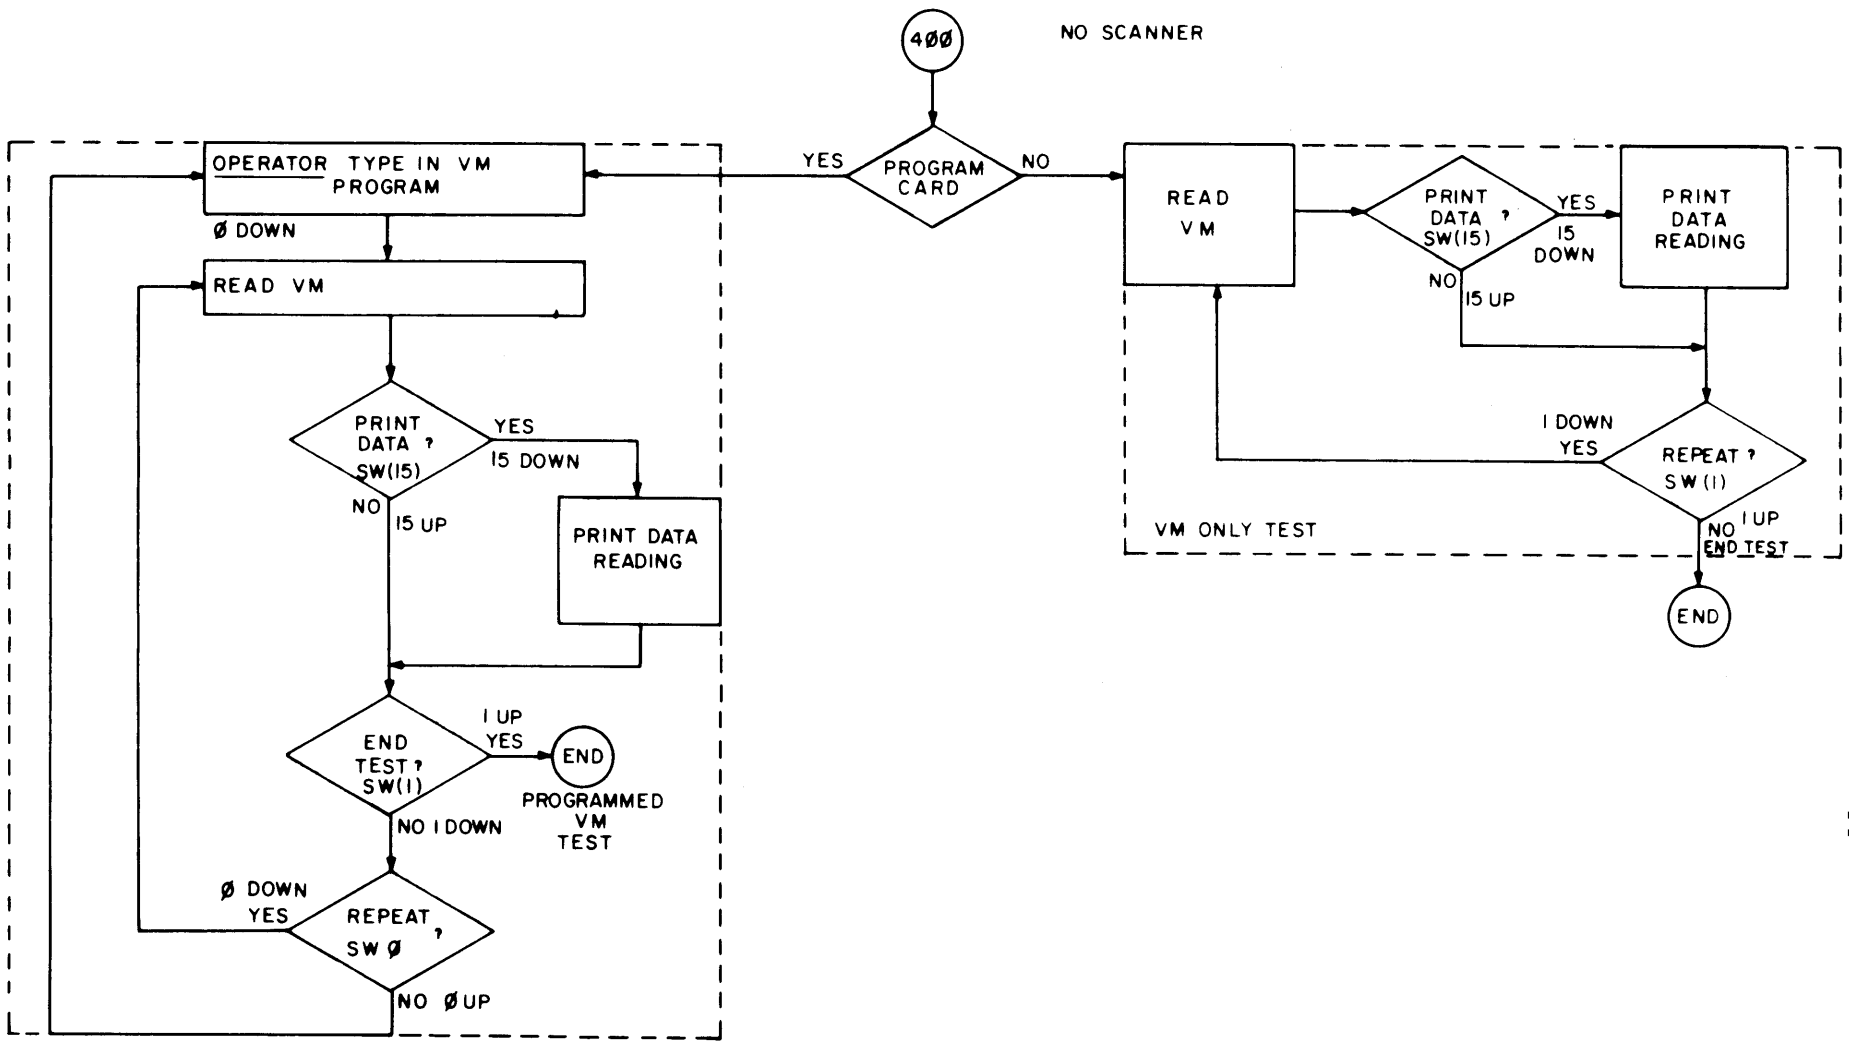 4ØØ
NO SCANNER
YES
PROGRAM
CARD
NO
OPERATOR TYPE IN VM
PROGRAM
Ø DOWN
READ VM
PRINT
DATA ?
SW(15)
YES
15 DOWN
NO
15 UP
PRINT DATA
READING
END
TEST?
SW(1)
1 UP
YES
END
PROGRAMMED
VM
TEST
NO 1 DOWN
Ø DOWN
YES
REPEAT
?
SW Ø
NO Ø UP
READ
VM
PRINT
DATA ?
SW(15)
YES
15
DOWN
NO
15 UP
PRINT
DATA
READING
1 DOWN
YES
REPEAT ?
SW(1)
VM ONLY TEST
NO 1 UP
END TEST
END